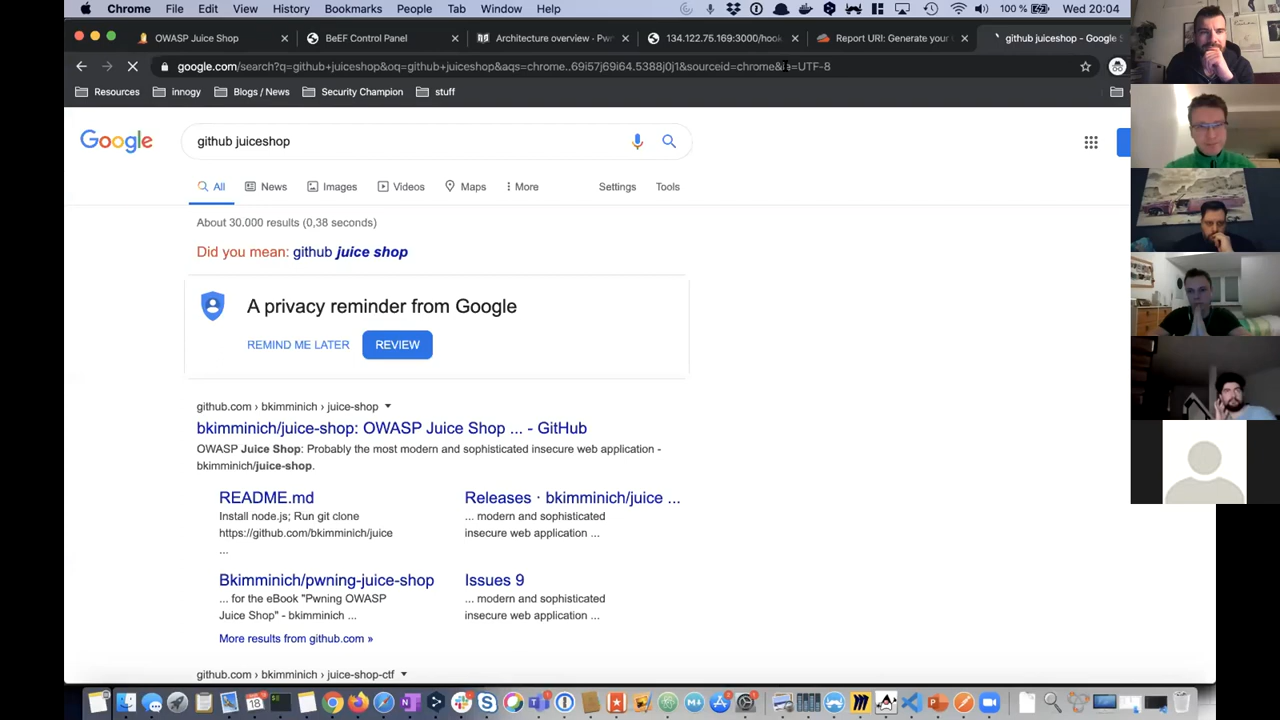 Chrome File Edit View History Bookmarks People Tab Window Help 100 % Wed 20:04
OWASP Juice Shop × BeEF Control Panel × Architecture overview · Pwn × 134.122.75.169:3000/hook × Report URI: Generate your × github juiceshop - Google S
google.com/search?q=github+juiceshop&oq=github+juiceshop&aqs=chrome..69i57j69i64.5388j0j1&sourceid=chrome&ie=UTF-8
Resources innogy Blogs / News Security Champion stuff
Google
github juiceshop
All News Images Videos Maps More Settings Tools
About 30.000 results (0,38 seconds)
Did you mean: github juice shop
A privacy reminder from Google
REMIND ME LATER REVIEW
github.com › bkimminich › juice-shop
bkimminich/juice-shop: OWASP Juice Shop ... - GitHub
OWASP Juice Shop: Probably the most modern and sophisticated insecure web application -
bkimminich/juice-shop.
README.md
Install node.js; Run git clone
https://github.com/bkimminich/juice
...
Releases · bkimminich/juice ...
... modern and sophisticated
insecure web application ...
Bkimminich/pwning-juice-shop
... for the eBook "Pwning OWASP
Juice Shop" - bkimminich ...
Issues 9
... modern and sophisticated
insecure web application ...
More results from github.com »
github.com › bkimminich › juice-shop-ctf